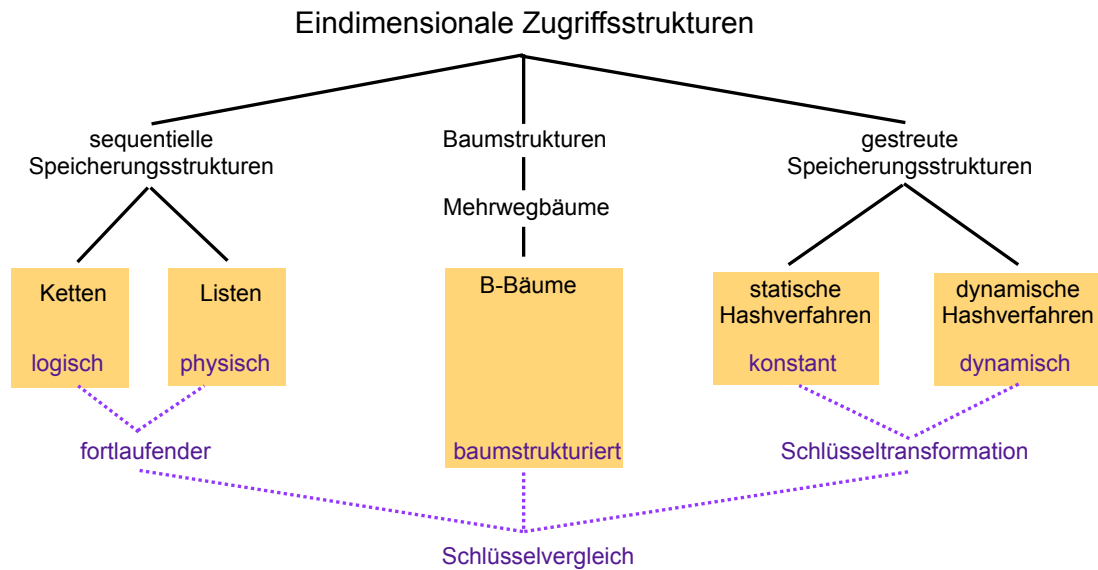 Eindimensionale Zugriffsstrukturen
sequentielle
Speicherungsstrukturen
Baumstrukturen
gestreute
Speicherungsstrukturen
Mehrwegbäume
Ketten
Listen
B-Bäume
statische
Hashverfahren
dynamische
Hashverfahren
logisch
physisch
konstant
dynamisch
fortlaufender
baumstrukturiert
Schlüsseltransformation
Schlüsselvergleich